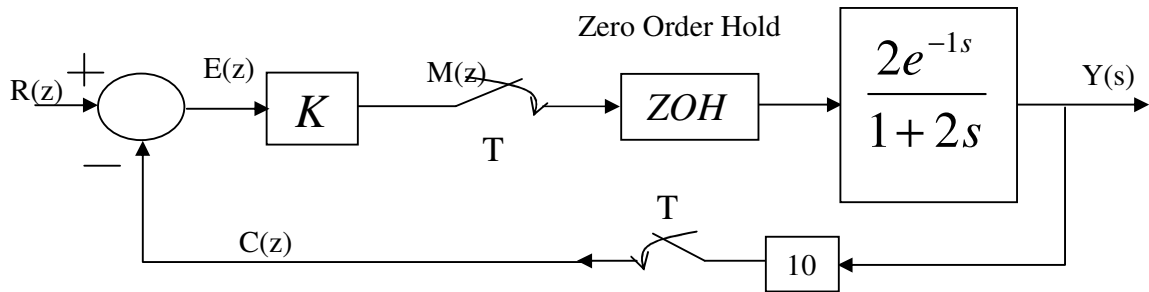 Zero Order Hold
R(z)
+
−
E(z)
K
M(z)
T
ZOH
2e^{-1s}
1 + 2s
Y(s)
T
10
C(z)